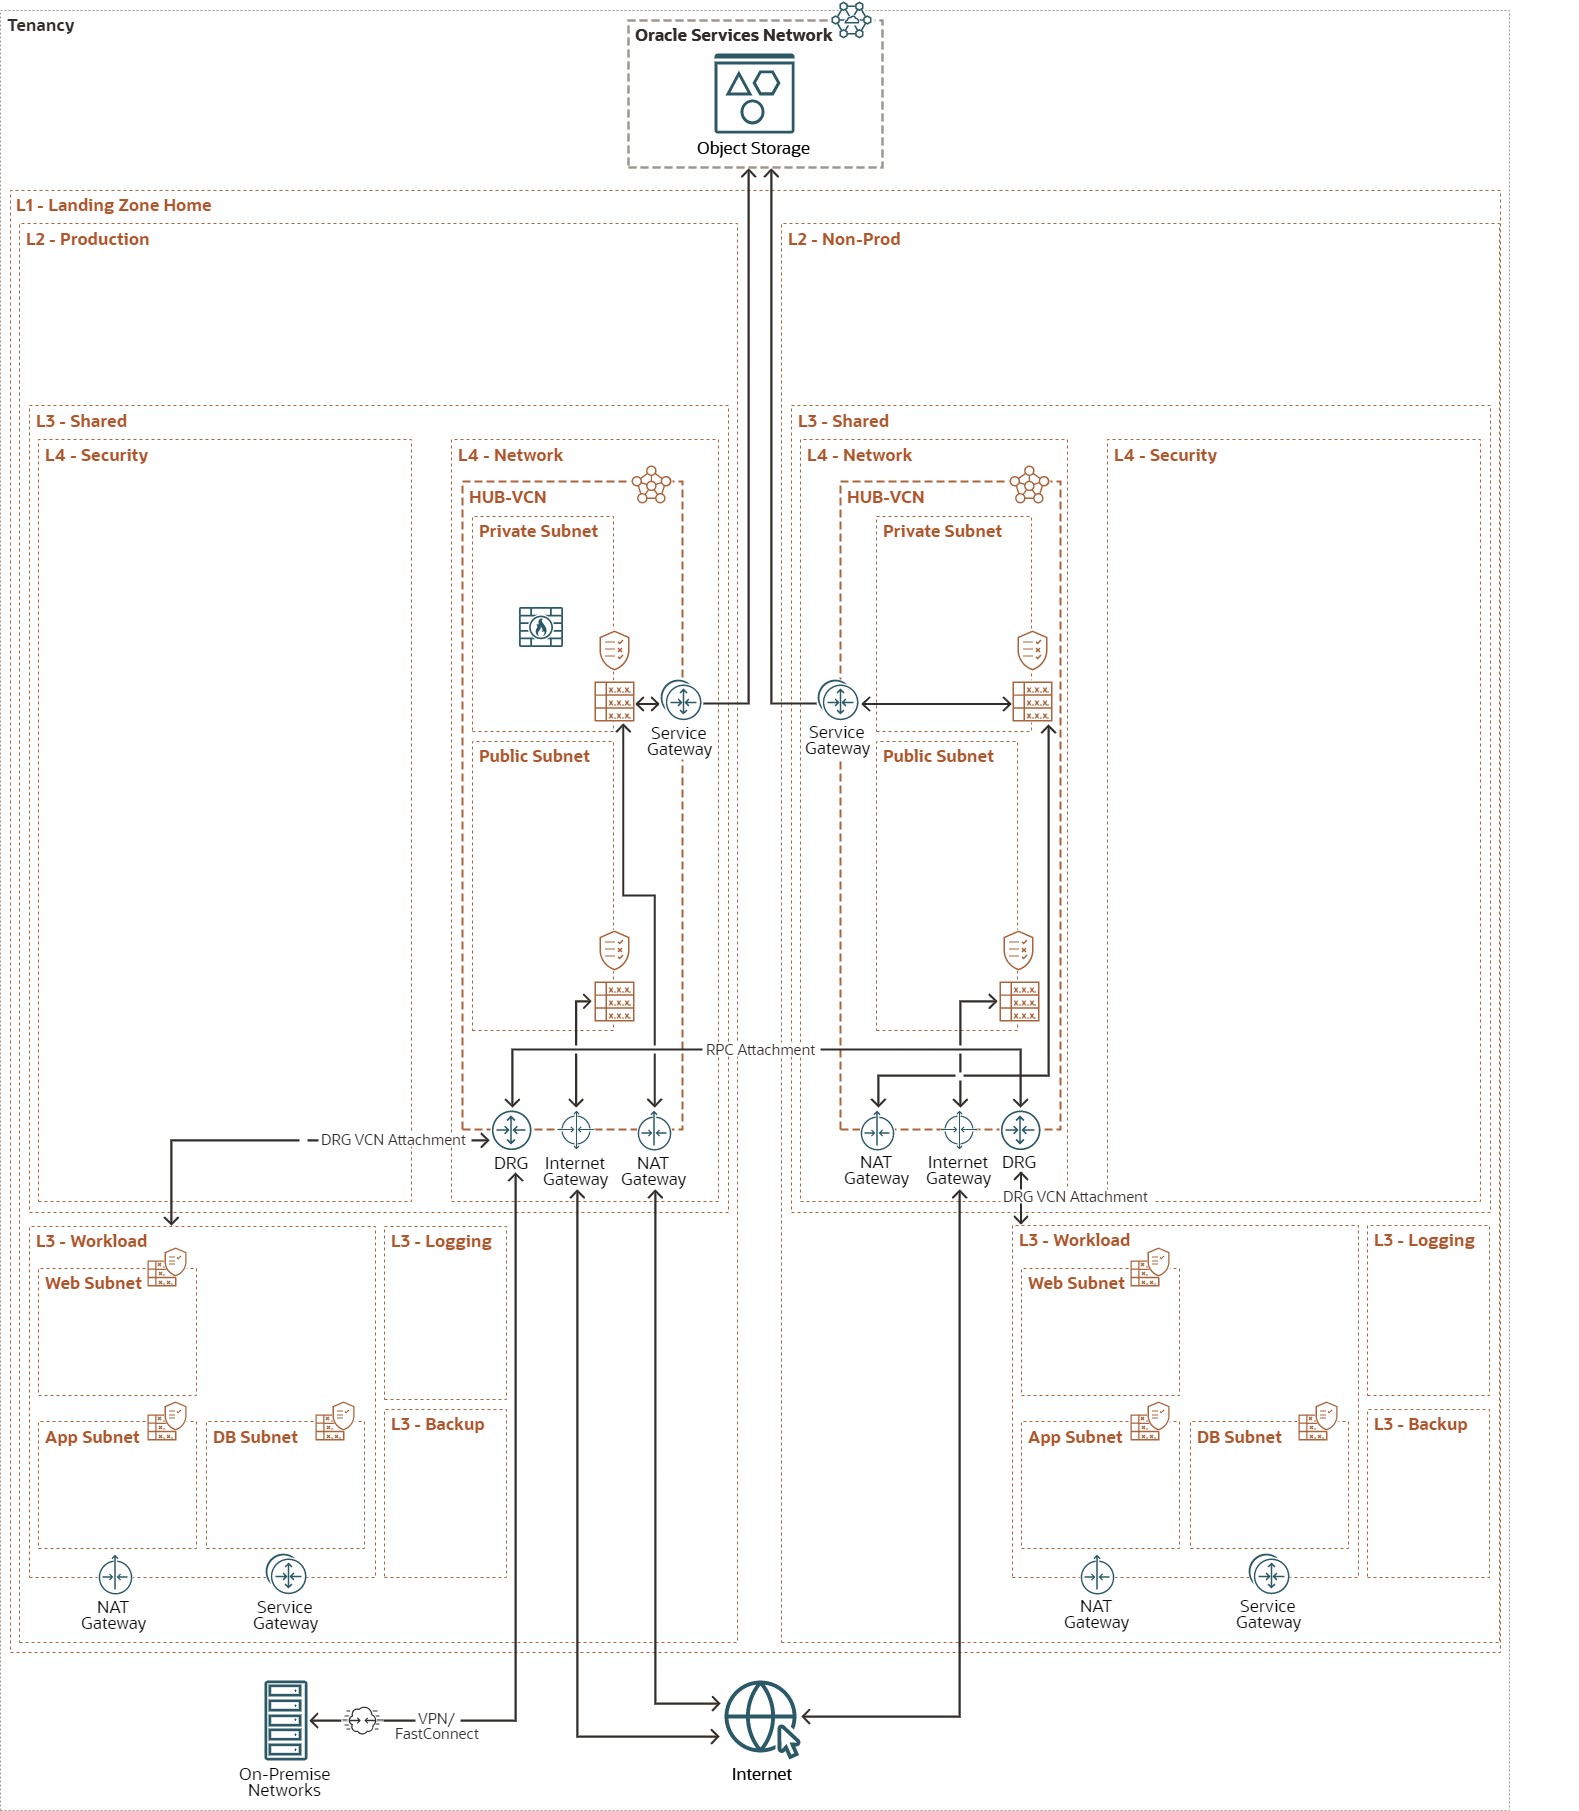 Tenancy
Oracle Services Network
Object Storage
L1 - Landing Zone Home
L2 - Production
L2 - Non-Prod
L3 - Shared
L3 - Shared
L4 - Security
L4 - Network
L4 - Network
L4 - Security
HUB-VCN
HUB-VCN
Private Subnet
Private Subnet
x.x.x.
x.x.x.
x.x.x.
x.x.x.
x.x.x.
x.x.x.
Service
Gateway
Service
Gateway
Public Subnet
Public Subnet
x.x.x.
x.x.x.
x.x.x.
x.x.x.
x.x.x.
x.x.x.
RPC Attachment
DRG VCN Attachment
DRG
Internet
Gateway
NAT
Gateway
NAT
Gateway
Internet
Gateway
DRG
DRG VCN Attachment
L3 - Workload
L3 - Logging
L3 - Workload
L3 - Logging
Web Subnet
Web Subnet
App Subnet
DB Subnet
L3 - Backup
App Subnet
DB Subnet
L3 - Backup
NAT
Gateway
Service
Gateway
NAT
Gateway
Service
Gateway
VPN/
FastConnect
On-Premise
Networks
Internet